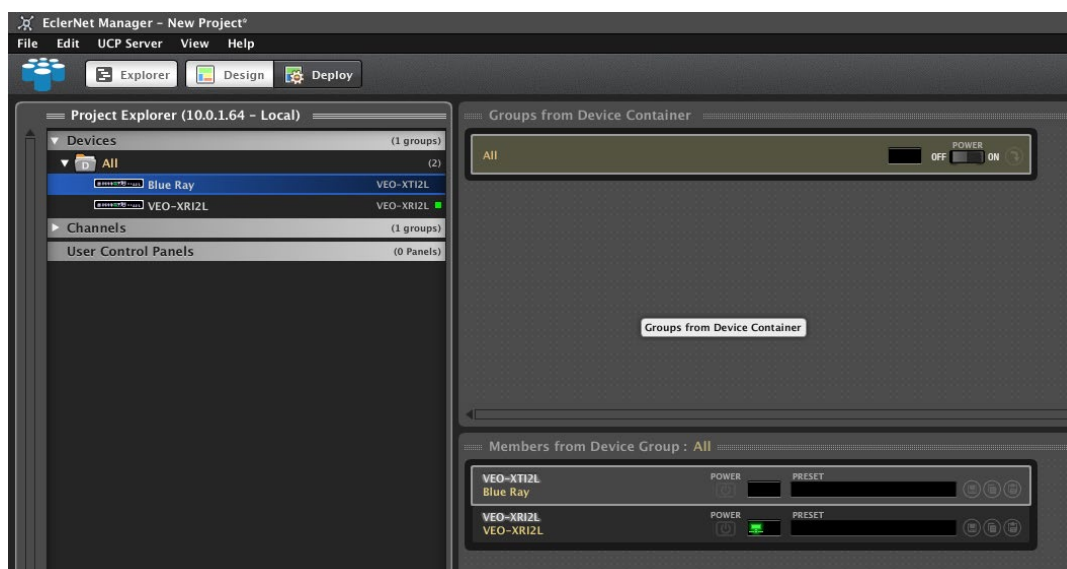 EclerNet Manager – New Project*
File Edit UCP Server View Help
Explorer Design Deploy
Project Explorer (10.0.1.64 – Local)
Devices (1 groups)
D All (2)
Blue Ray VEO-XTI2L
VEO-XRI2L VEO-XRI2L
Channels (1 groups)
User Control Panels (0 Panels)
Groups from Device Container
All POWER OFF ON
Groups from Device Container
Members from Device Group : All
VEO-XTI2L POWER PRESET
Blue Ray
VEO-XRI2L POWER PRESET
VEO-XRI2L